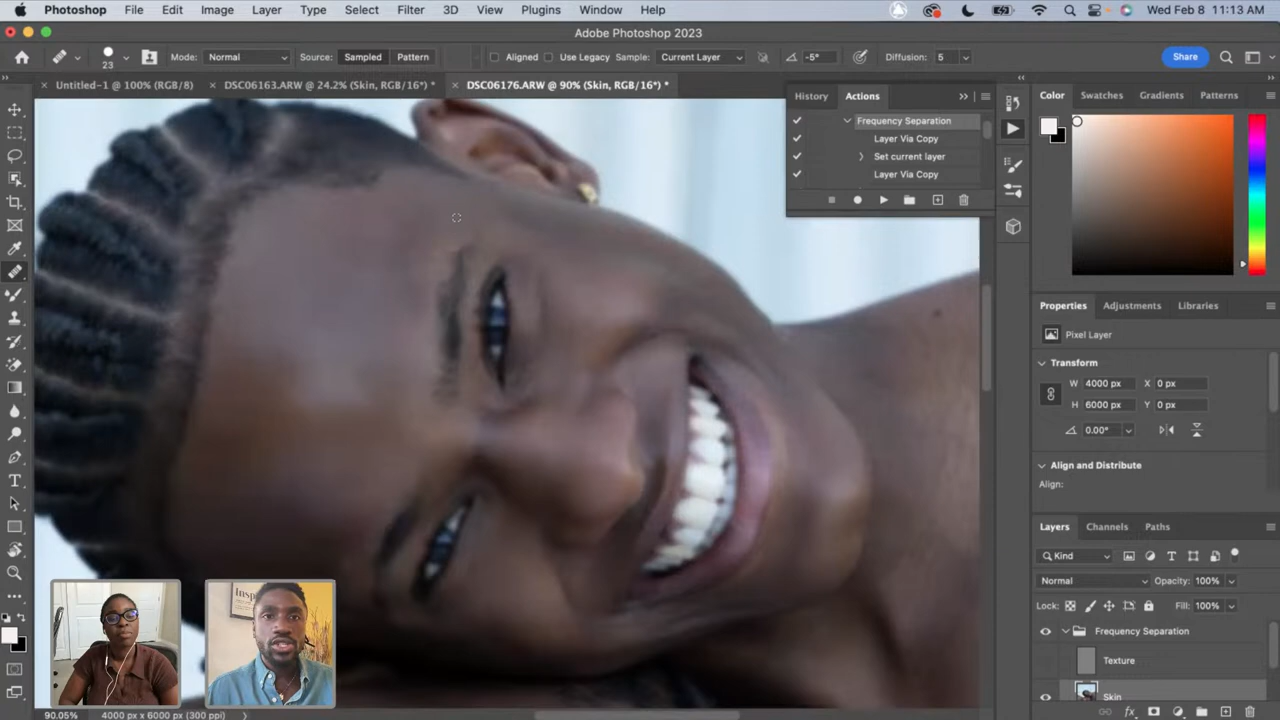 Photoshop File Edit Image Layer Type Select Filter 3D View Plugins Window Help Wed Feb 8 11:13 AM
Adobe Photoshop 2023
23 Mode: Normal Source: Sampled Pattern Aligned Use Legacy Sample: Current Layer -5° Diffusion: 5 Share
Untitled-1 @ 100% (RGB/8) DSC06163.ARW @ 24.2% (Skin, RGB/16*) * DSC06176.ARW @ 90% (Skin, RGB/16*) *
History Actions
Frequency Separation
Layer Via Copy
Set current layer
Layer Via Copy
Color Swatches Gradients Patterns
Properties Adjustments Libraries
Pixel Layer
Transform
W 4000 px X 0 px
H 6000 px Y 0 px
0.00°
Align and Distribute
Align:
Layers Channels Paths
Kind
Normal Opacity: 100%
Lock: Fill: 100%
Frequency Separation
Texture
Skin
90.05% 4000 px x 6000 px (300 ppi)